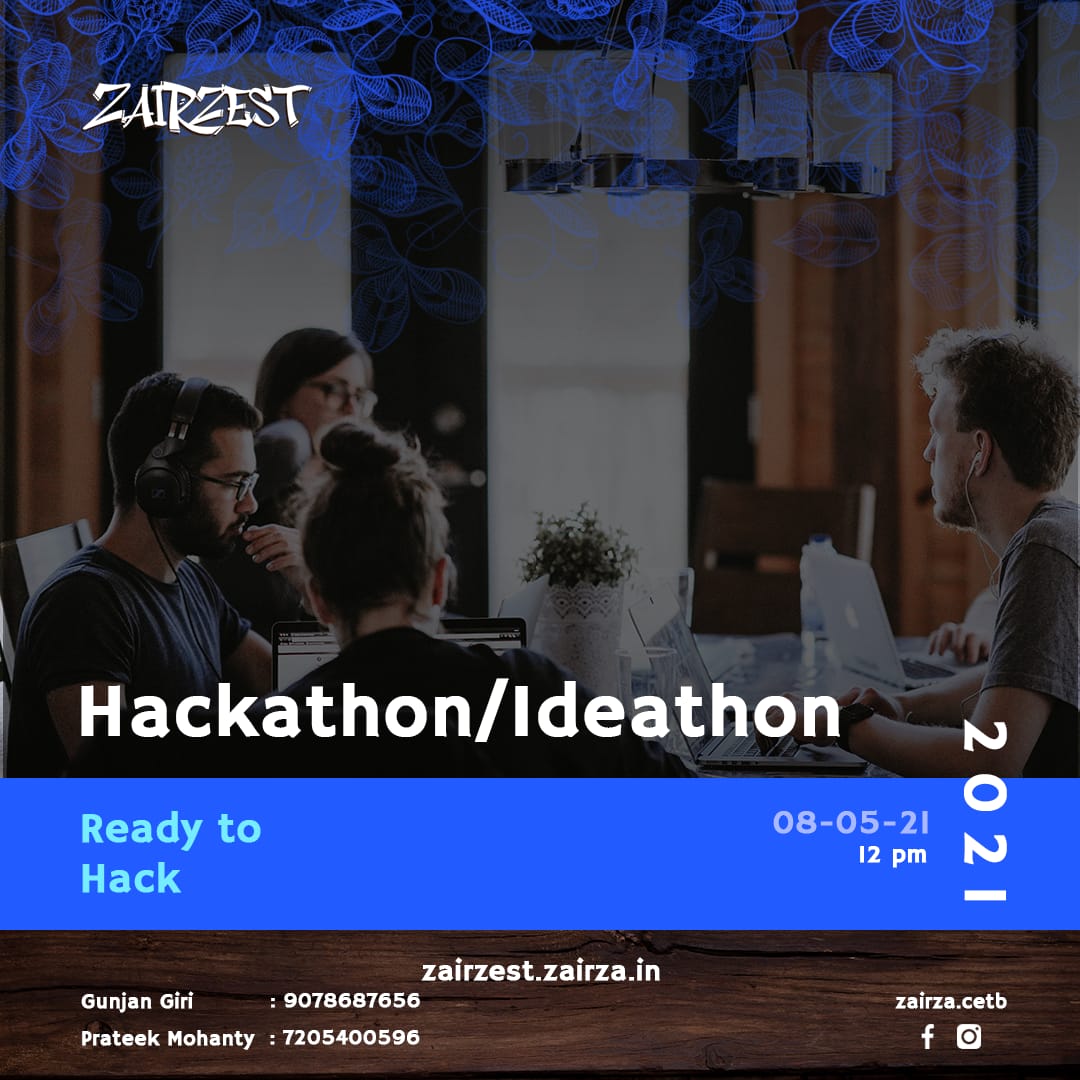 ZAIRZEST
Hackathon/Ideathon
2021
Ready to
Hack
08-05-21
12 pm
zairzest.zairza.in
Gunjan Giri : 9078687656
Prateek Mohanty : 7205400596
zairza.cetb